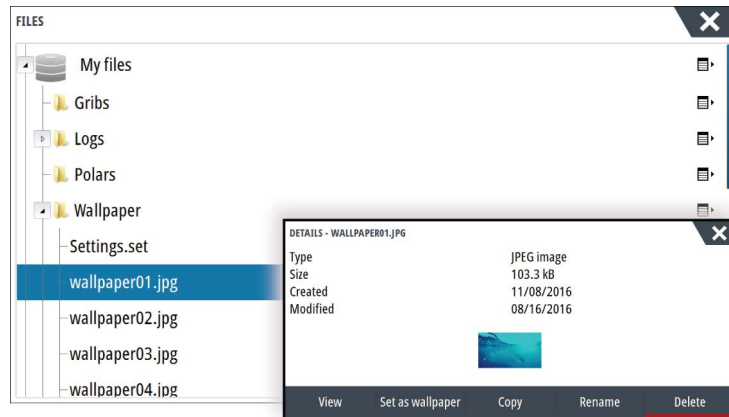 FILES
My files
Gribs
Logs
Polars
Wallpaper
Settings.set
wallpaper01.jpg
wallpaper02.jpg
wallpaper03.jpg
wallpaper04.jpg
DETAILS - WALLPAPER01.JPG
Type JPEG image
Size 103.3 kB
Created 11/08/2016
Modified 08/16/2016
View Set as wallpaper Copy Rename Delete